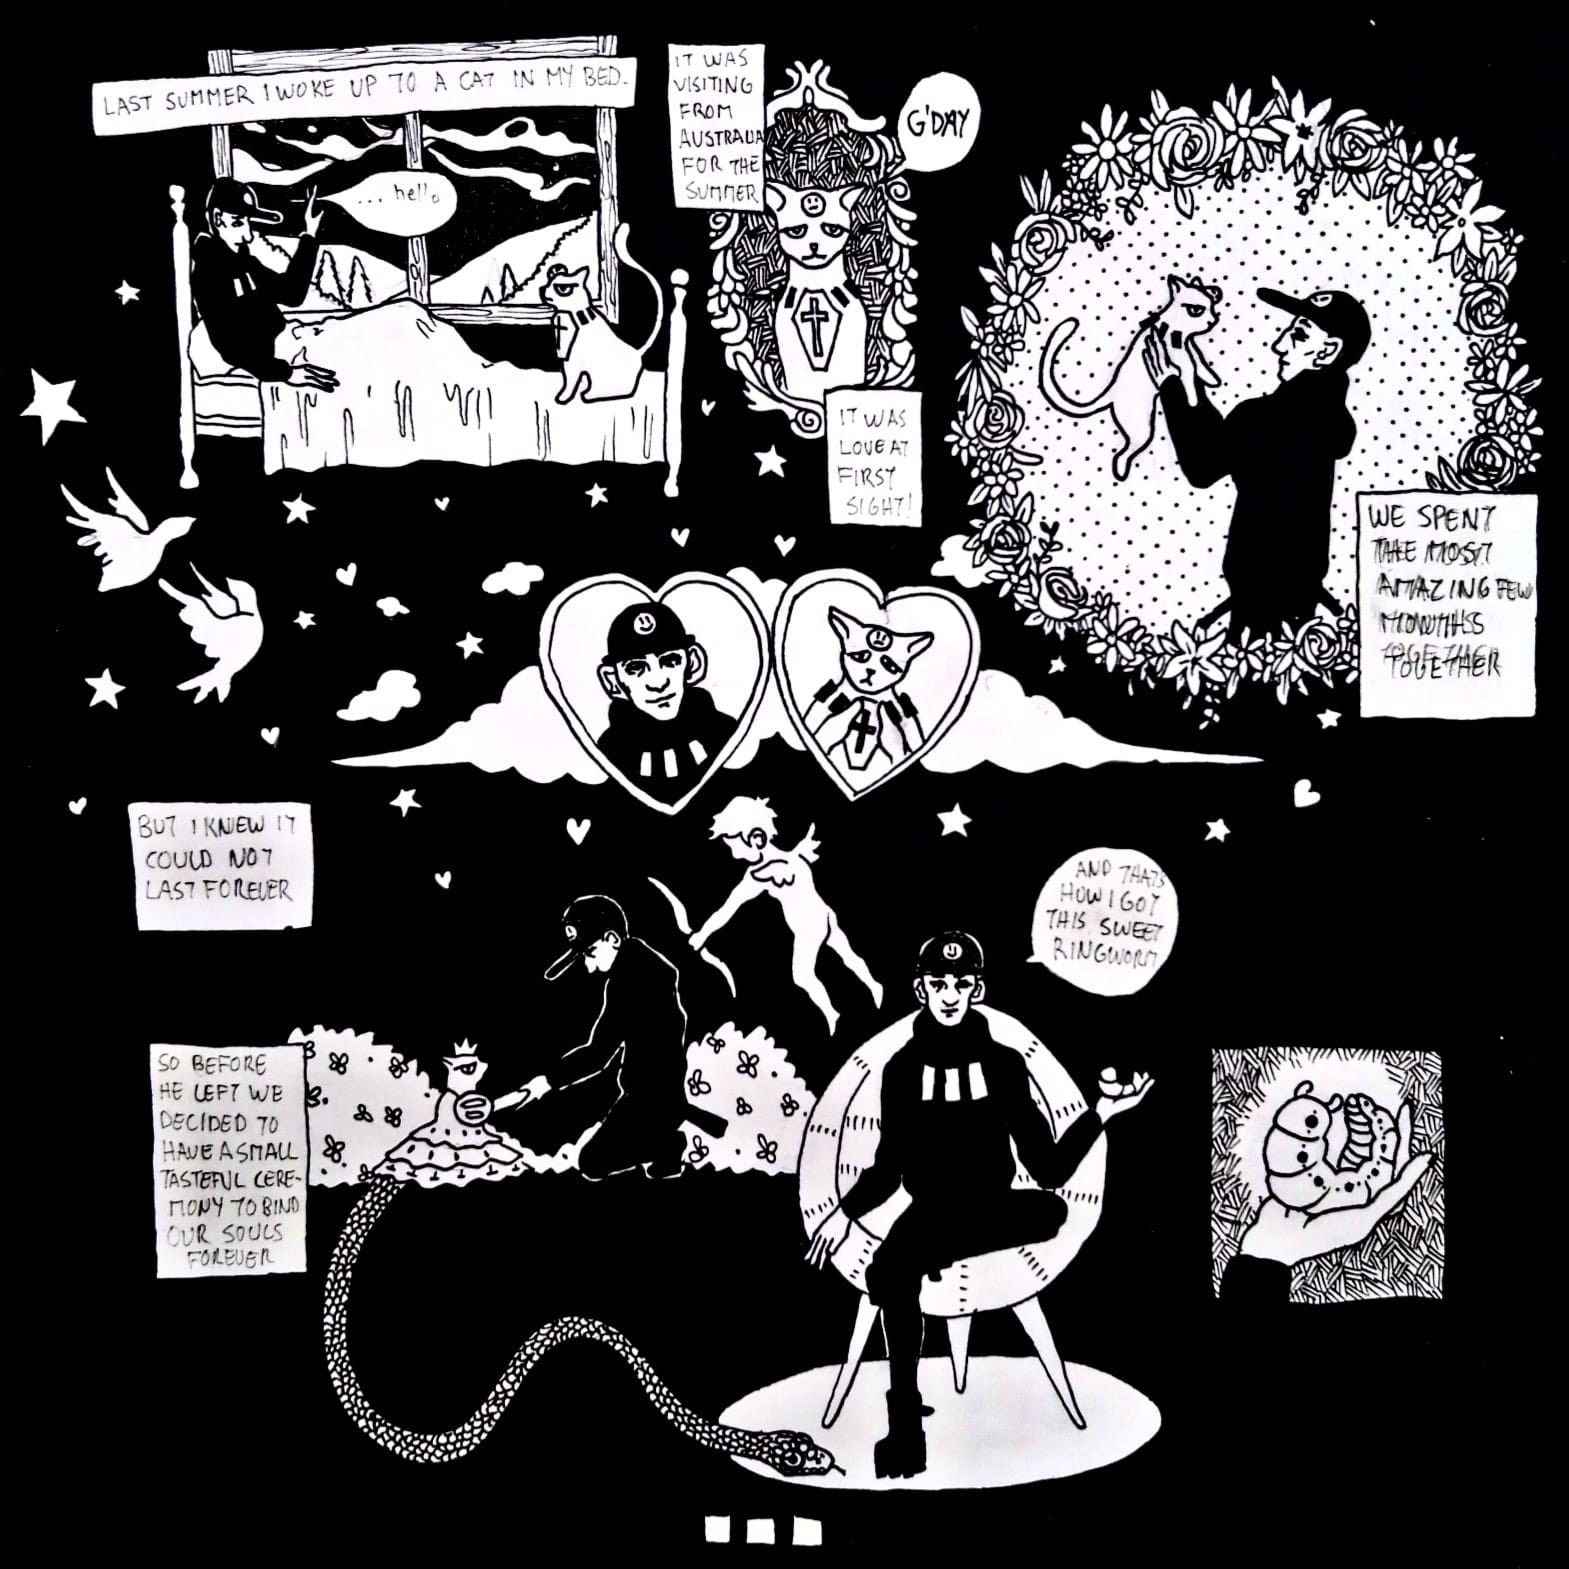 LAST SUMMER I WOKE UP TO A CAT IN MY BED.
... hello
IT WAS
VISITING
FROM
AUSTRALIA
FOR THE
SUMMER
G'DAY
IT WAS
LOVE AT
FIRST
SIGHT!
WE SPENT
THE MOST
AMAZING FEW
MONTHS
TOGETHER
BUT I KNEW IT
COULD NOT
LAST FOREVER
SO BEFORE
HE LEFT WE
DECIDED TO
HAVE A SMALL
TASTEFUL CERE-
MONY TO BIND
OUR SOULS
FOREVER
AND THATS
HOW I GOT
THIS SWEET
RINGWORM